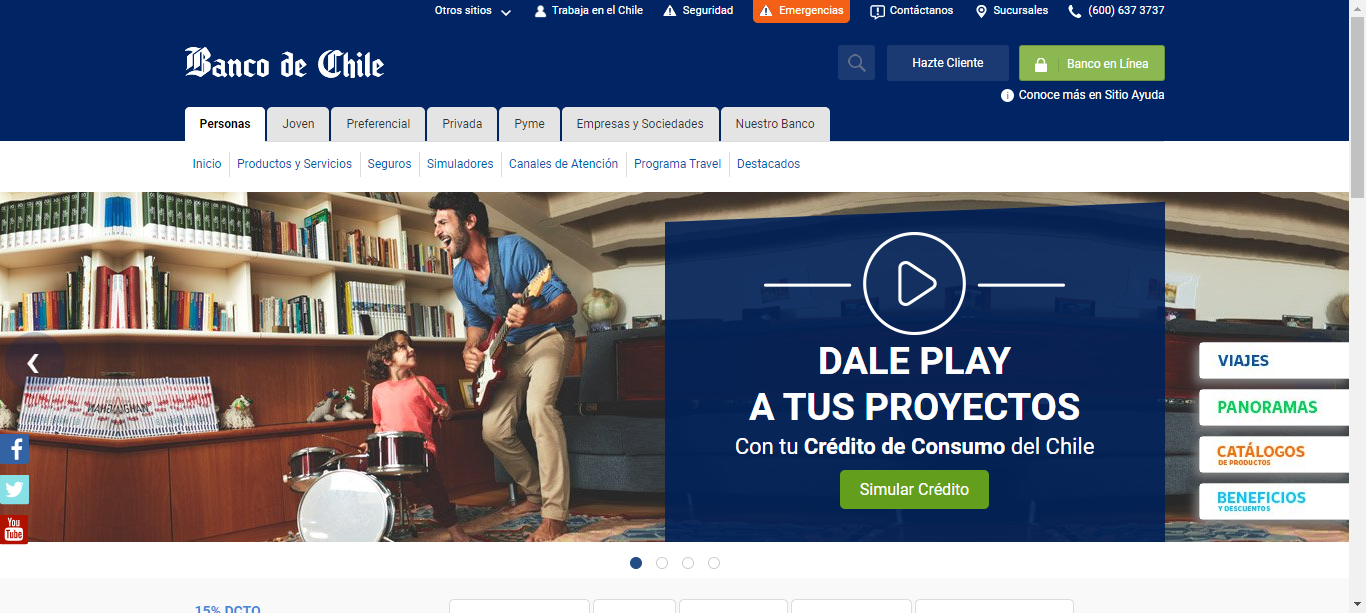 Otros sitios
Trabaja en el Chile
Seguridad
Emergencias
Contáctanos
Sucursales
(600) 637 3737
Banco de Chile
Hazte Cliente
Banco en Línea
Conoce más en Sitio Ayuda
Personas
Joven
Preferencial
Privada
Pyme
Empresas y Sociedades
Nuestro Banco
Inicio
Productos y Servicios
Seguros
Simuladores
Canales de Atención
Programa Travel
Destacados
DALE PLAY
A TUS PROYECTOS
Con tu Crédito de Consumo del Chile
Simular Crédito
VIAJES
PANORAMAS
CATÁLOGOS
DE PRODUCTOS
BENEFICIOS
Y DESCUENTOS
You
Tube
15% DCTO